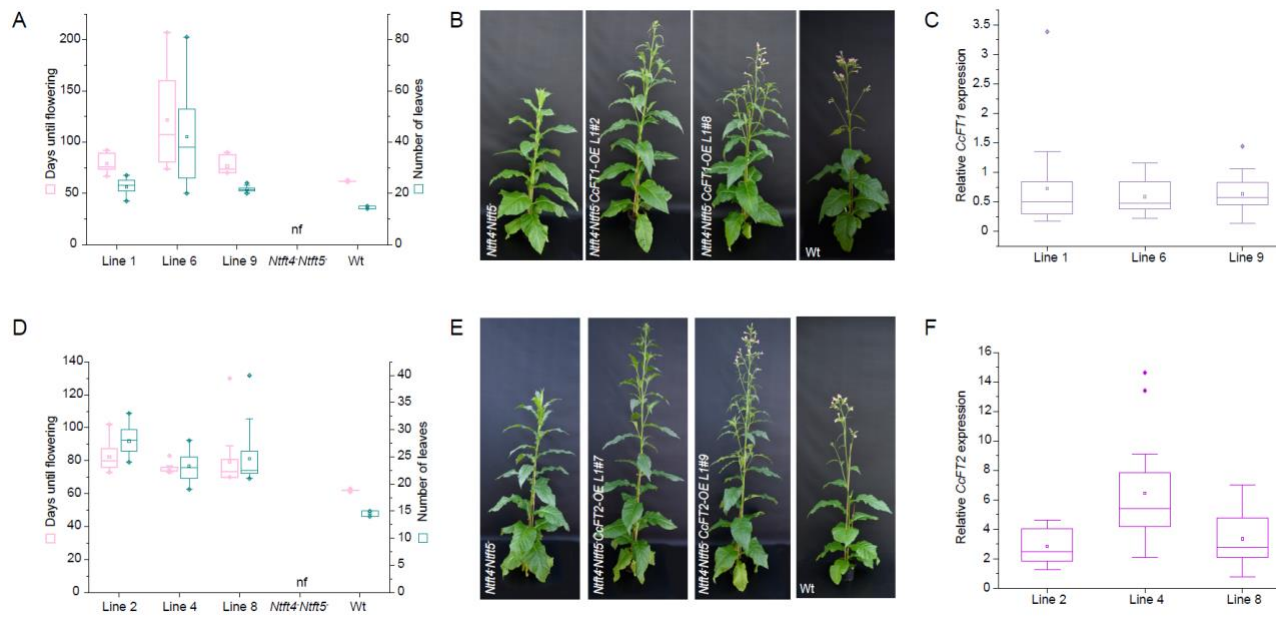 A
Days until flowering
200
150
100
50
0
80
60
40
20
0
Number of leaves
nf
Line 1
Line 6
Line 9
Ntft4⁻Ntft5⁻
Wt
B
Ntft4⁻Ntft5⁻
Ntft4⁻Ntft5⁻CcFT1-OE L1#2
Ntft4⁻Ntft5⁻CcFT1-OE L1#8
Wt
C
Relative CcFT1 expression
3.5
3.0
2.5
2.0
1.5
1.0
0.5
0
Line 1
Line 6
Line 9
D
Days until flowering
140
120
100
80
60
40
20
0
40
35
30
25
20
15
10
5
0
Number of leaves
nf
Line 2
Line 4
Line 8
Ntft4⁻Ntft5⁻
Wt
E
Ntft4⁻Ntft5⁻
Ntft4⁻Ntft5⁻CcFT2-OE L1#7
Ntft4⁻Ntft5⁻CcFT2-OE L1#9
Wt
F
Relative CcFT2 expression
16
14
12
10
8
6
4
2
0
Line 2
Line 4
Line 8